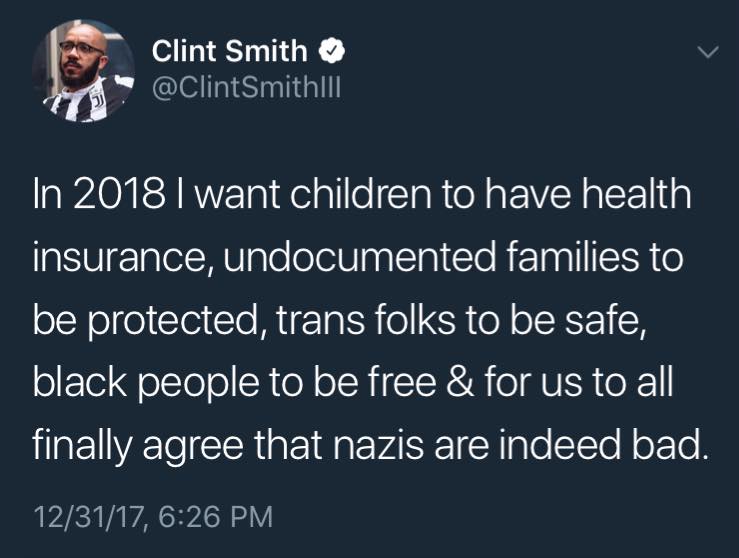 Clint Smith
@ClintSmithIII
In 2018 I want children to have health
insurance, undocumented families to
be protected, trans folks to be safe,
black people to be free & for us to all
finally agree that nazis are indeed bad.
12/31/17, 6:26 PM